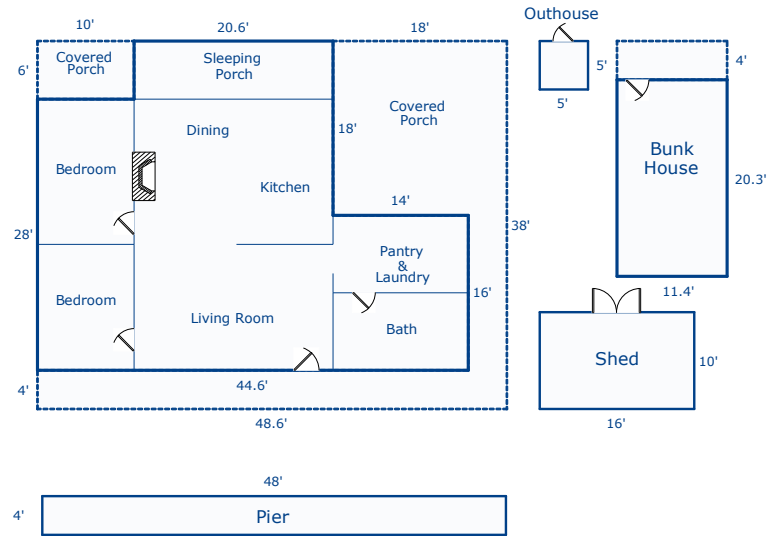 Outhouse
10'
20.6'
18'
Covered
Porch
6'
Sleeping
Porch
5'
4'
Covered
Porch
5'
Dining
18'
Bunk
House
Bedroom
Kitchen
20.3'
14'
38'
28'
Pantry
&
Laundry
11.4'
Bedroom
16'
Living Room
Bath
Shed
10'
4'
44.6'
48.6'
16'
48'
4'
Pier